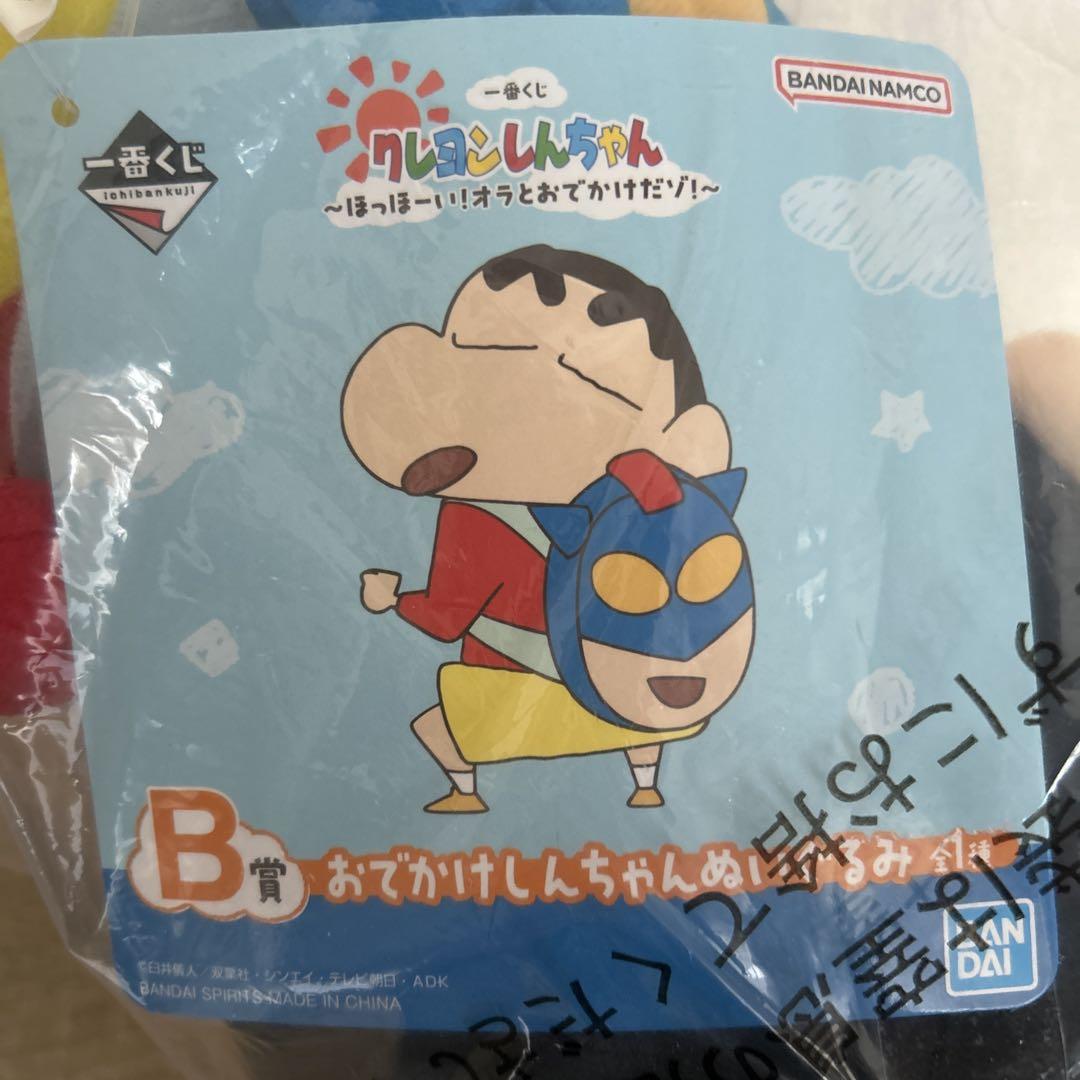 BANDAI NAMCO
一番くじ
一番くじ
ichibankuji
クレヨンしんちゃん
~ほっほーい!オラとおでかけだゾ!~
B賞
おでかけしんちゃんぬいぐるみ 全1種
BAN
DAI
©臼井儀人/双葉社・シンエイ・テレビ朝日・ADK
BANDAI SPIRITS MADE IN CHINA